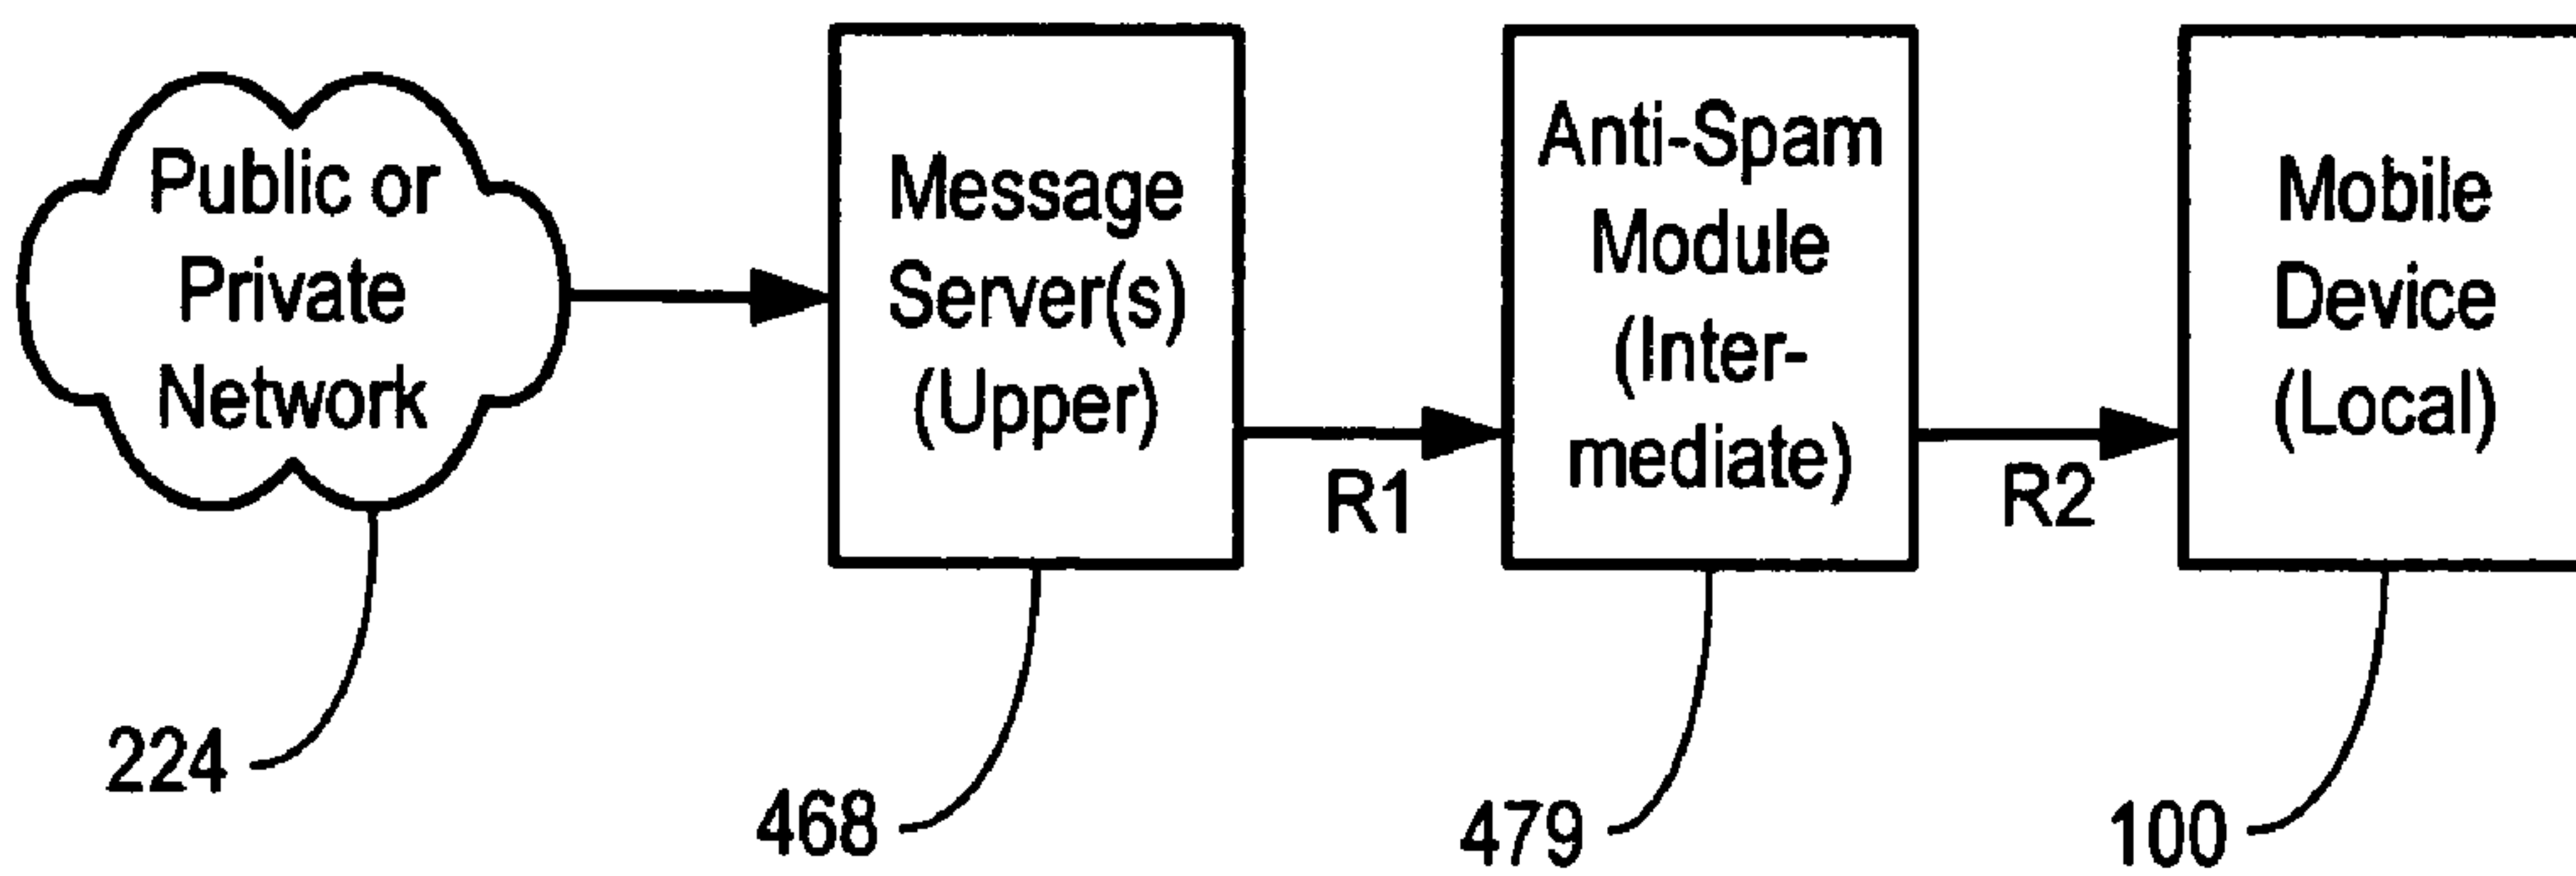 Public or
Private
Network
Message
Server(s)
(Upper)
Anti-Spam
Module
(Inter-
mediate)
Mobile
Device
(Local)
R1
R2
224
468
479
100